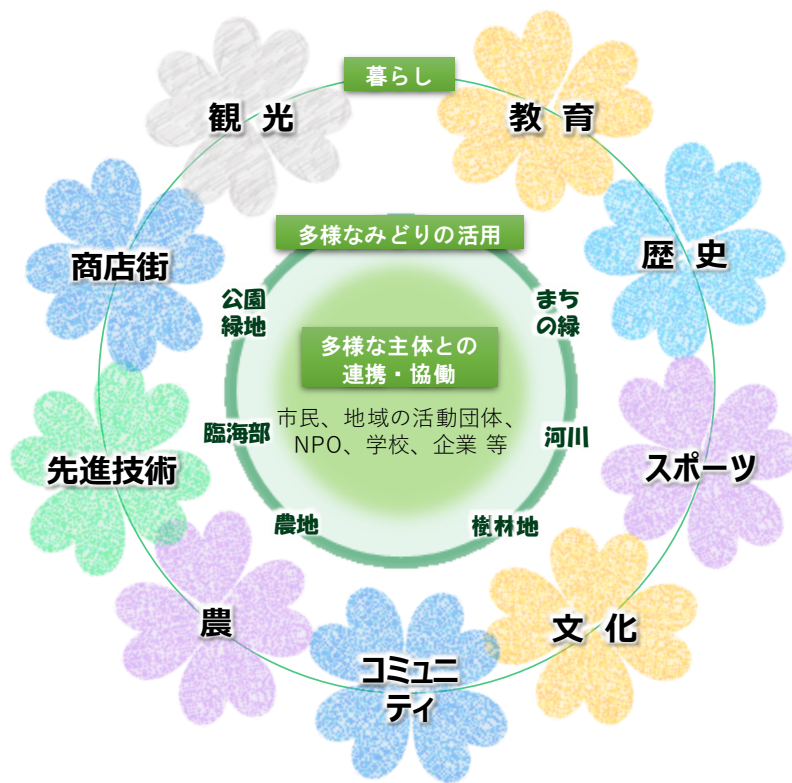 暮らし
観 光
教 育
商店街
歴 史
多様なみどりの活用
公園
緑地
まち
の緑
多様な主体との
連携・協働
市民、地域の活動団体、
NPO、学校、企業 等
臨海部
河川
先進技術
スポーツ
農地
樹林地
農
文 化
コミュニ
ティ